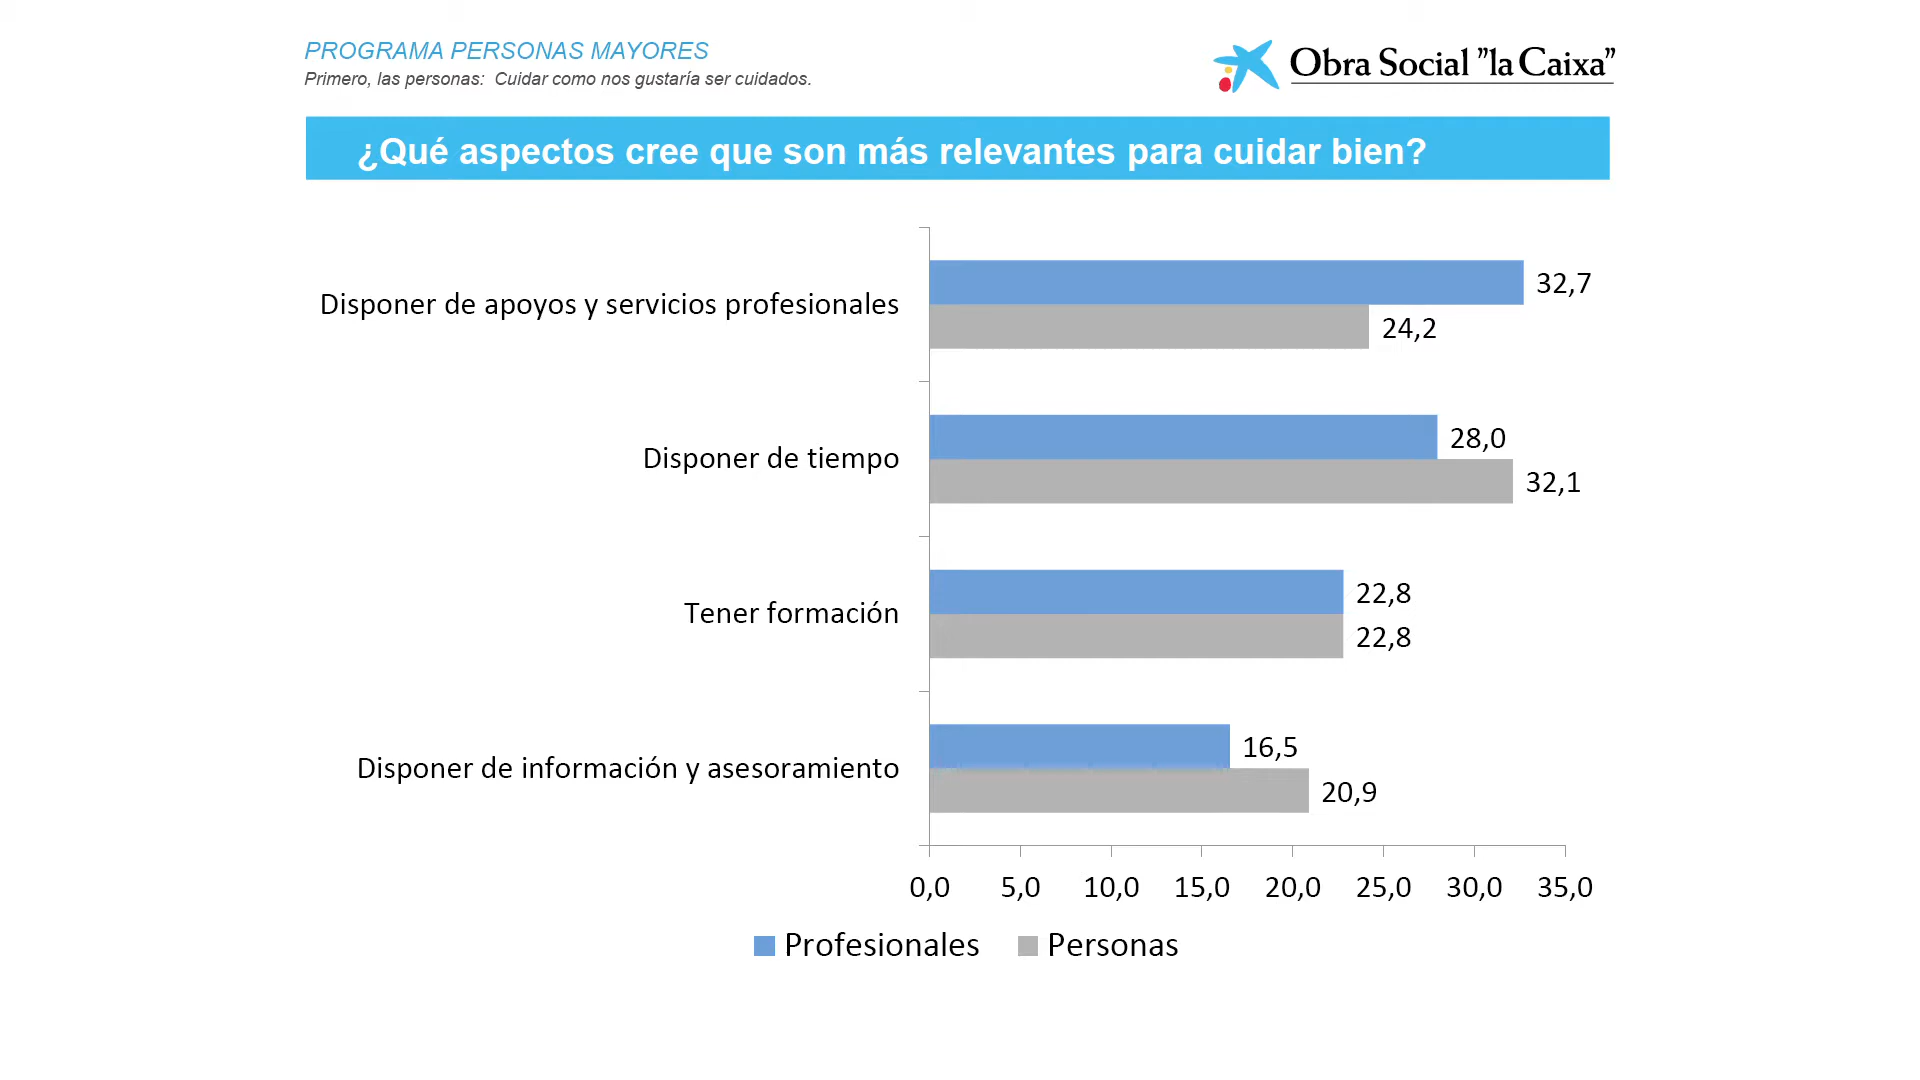 PROGRAMA PERSONAS MAYORES
Primero, las personas: Cuidar como nos gustaría ser cuidados.
Obra Social "la Caixa"
¿Qué aspectos cree que son más relevantes para cuidar bien?
Disponer de apoyos y servicios profesionales
32,7
24,2
Disponer de tiempo
28,0
32,1
Tener formación
22,8
22,8
Disponer de información y asesoramiento
16,5
20,9
0,0 5,0 10,0 15,0 20,0 25,0 30,0 35,0
Profesionales Personas